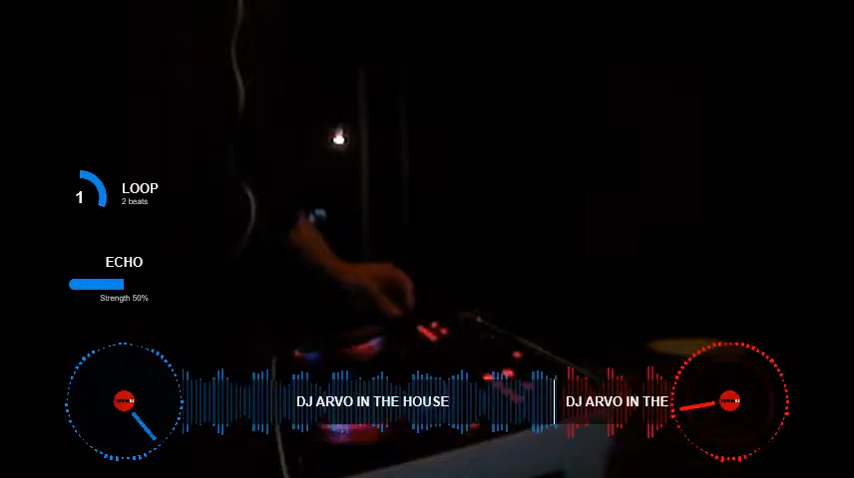 1
LOOP
2 beats
ECHO
Strength 50%
DJ ARVO IN THE HOUSE
DJ ARVO IN THE